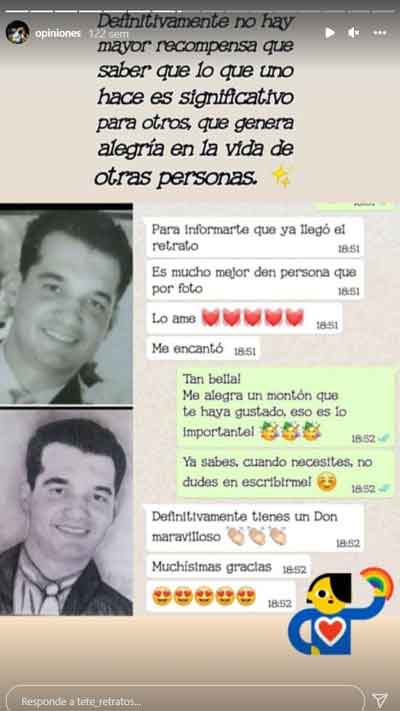 opiniones 122 sem
Definitivamente no hay
mayor recompensa que
saber que lo que uno
hace es significativo
para otros, que genera
alegría en la vida de
otras personas. ✨
Para informarte que ya llegó el
retrato 18:51
Es mucho mejor den persona que
por foto 18:51
Lo ame ❤️❤️❤️❤️❤️ 18:51
Me encantó 18:51
Tan bella!
Me alegra un montón que
te haya gustado, eso es lo
importante! 🥳🥳🥳 18:52
Ya sabes, cuando necesites, no
dudes en escribirme! ☺️ 18:52
Definitivamente tienes un Don
maravilloso 👏🏻👏🏻👏🏻 18:52
Muchísimas gracias 18:52
😍😍😍😍😍 18:52
Responde a tete_retratos...